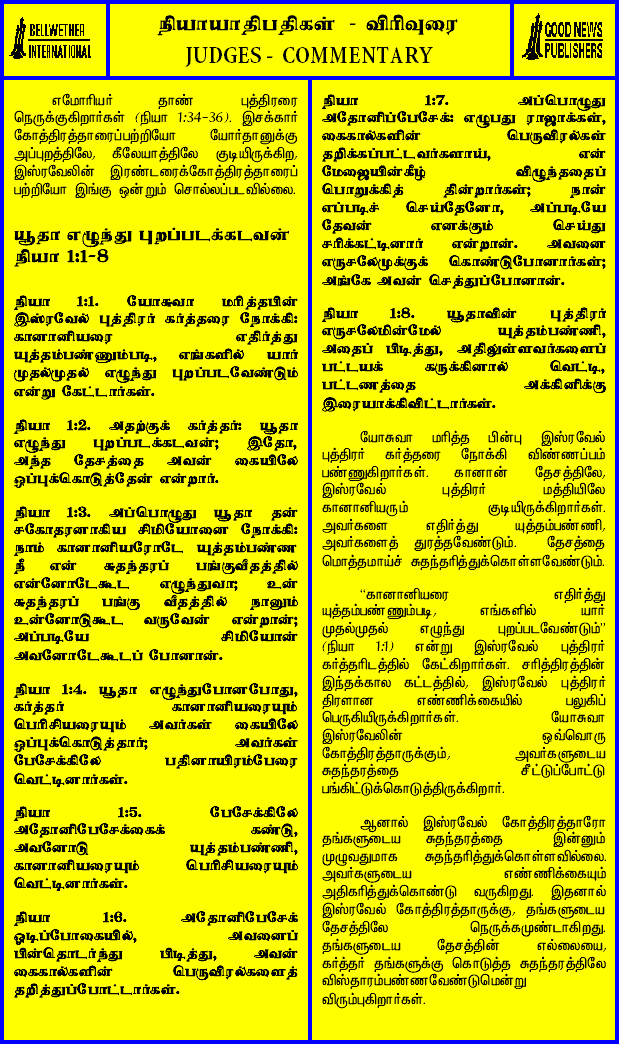 BELLWETHER
INTERNATIONAL
நியாயாதிபதிகள் - விரிவுரை
JUDGES - COMMENTARY
GOOD NEWS
PUBLISHERS
எமோரியர் தாண் புத்திரரை
நெருக்குகிறார்கள் (நியா 1:34-36). இசக்கார்
கோத்திரத்தாரைப்பற்றியோ யோர்தானுக்கு
அப்புறத்திலே, கீலேயாத்திலே குடியிருக்கிற,
இஸ்ரவேலின் இரண்டரைக்கோத்திரத்தாரைப்
பற்றியோ இங்கு ஒன்றும் சொல்லப்படவில்லை.
யூதா எழுந்து புறப்படக்கடவன்
நியா 1:1-8
நியா 1:1. யோசுவா மரித்தபின்
இஸ்ரவேல் புத்திரர் கர்த்தரை நோக்கி:
கானானியரை எதிர்த்து
யுத்தம்பண்ணும்படி, எங்களில் யார்
முதல்முதல் எழுந்து புறப்படவேண்டும்
என்று கேட்டார்கள்.
நியா 1:2. அதற்குக் கர்த்தர்: யூதா
எழுந்து புறப்படக்கடவன்; இதோ,
அந்த தேசத்தை அவன் கையிலே
ஒப்புக்கொடுத்தேன் என்றார்.
நியா 1:3. அப்பொழுது யூதா தன்
சகோதரனாகிய சிமியோனை நோக்கி:
நாம் கானானியரோடே யுத்தம்பண்ண
நீ என் சுதந்தரப் பங்குவீதத்தில்
என்னோடேகூட எழுந்துவா; உன்
சுதந்தரப் பங்கு வீதத்தில் நானும்
உன்னோடுகூட வருவேன் என்றான்;
அப்படியே சிமியோன்
அவனோடேகூடப் போனான்.
நியா 1:4. யூதா எழுந்துபோனபோது,
கர்த்தர் கானானியரையும்
பெரிசியரையும் அவர்கள் கையிலே
ஒப்புக்கொடுத்தார்; அவர்கள்
பேசேக்கிலே பதினாயிரம்பேரை
வெட்டினார்கள்.
நியா 1:5. பேசேக்கிலே
அதோனிபேசேக்கைக் கண்டு,
அவனோடு யுத்தம்பண்ணி,
கானானியரையும் பெரிசியரையும்
வெட்டினார்கள்.
நியா 1:6. அதோனிபேசேக்
ஓடிப்போகையில், அவனைப்
பின்தொடர்ந்து பிடித்து, அவன்
கைகால்களின் பெருவிரல்களைத்
தறித்துப்போட்டார்கள்.
நியா 1:7. அப்பொழுது
அதோனிப்பேசேக்: எழுபது ராஜாக்கள்,
கைகால்களின் பெருவிரல்கள்
தறிக்கப்பட்டவர்களாய், என்
மேஜையின்கீழ் விழுந்ததைப்
பொறுக்கித் தின்றார்கள்; நான்
எப்படிச் செய்தேனோ, அப்படியே
தேவன் எனக்கும் செய்து
சரிக்கட்டினார் என்றான். அவனை
எருசலேமுக்குக் கொண்டுபோனார்கள்;
அங்கே அவன் செத்துப்போனான்.
நியா 1:8. யூதாவின் புத்திரர்
எருசலேமின்மேல் யுத்தம்பண்ணி,
அதைப் பிடித்து, அதிலுள்ளவர்களைப்
பட்டயக் கருக்கினால் வெட்டி,
பட்டணத்தை அக்கினிக்கு
இரையாக்கிவிட்டார்கள்.
யோசுவா மரித்த பின்பு இஸ்ரவேல்
புத்திரர் கர்த்தரை நோக்கி விண்ணப்பம்
பண்ணுகிறார்கள். கானான் தேசத்திலே,
இஸ்ரவேல் புத்திரர் மத்தியிலே
கானானியரும் குடியிருக்கிறார்கள்.
அவர்களை எதிர்த்து யுத்தம்பண்ணி,
அவர்களைத் துரத்தவேண்டும். தேசத்தை
மொத்தமாய்ச் சுதந்தரித்துக்கொள்ளவேண்டும்.
“கானானியரை எதிர்த்து
யுத்தம்பண்ணும்படி, எங்களில் யார்
முதல்முதல் எழுந்து புறப்படவேண்டும்”
(நியா 1:1) என்று இஸ்ரவேல் புத்திரர்
கர்த்தரிடத்தில் கேட்கிறார்கள். சரித்திரத்தின்
இந்தக்கால கட்டத்தில், இஸ்ரவேல் புத்திரர்
திரளான எண்ணிக்கையில் பலுகிப்
பெருகியிருக்கிறார்கள். யோசுவா
இஸ்ரவேலின் ஒவ்வொரு
கோத்திரத்தாருக்கும், அவர்களுடைய
சுதந்தரத்தை சீட்டுப்போட்டு
பங்கிட்டுக்கொடுத்திருக்கிறார்.
ஆனால் இஸ்ரவேல் கோத்திரத்தாரோ
தங்களுடைய சுதந்தரத்தை இன்னும்
முழுவதுமாக சுதந்தரித்துக்கொள்ளவில்லை.
அவர்களுடைய எண்ணிக்கையும்
அதிகரித்துக்கொண்டு வருகிறது. இதனால்
இஸ்ரவேல் கோத்திரத்தாருக்கு, தங்களுடைய
தேசத்திலே நெருக்கமுண்டாகிறது.
தங்களுடைய தேசத்தின் எல்லையை,
கர்த்தர் தங்களுக்கு கொடுத்த சுதந்தரத்திலே
விஸ்தாரம்பண்ணவேண்டுமென்று
விரும்புகிறார்கள்.